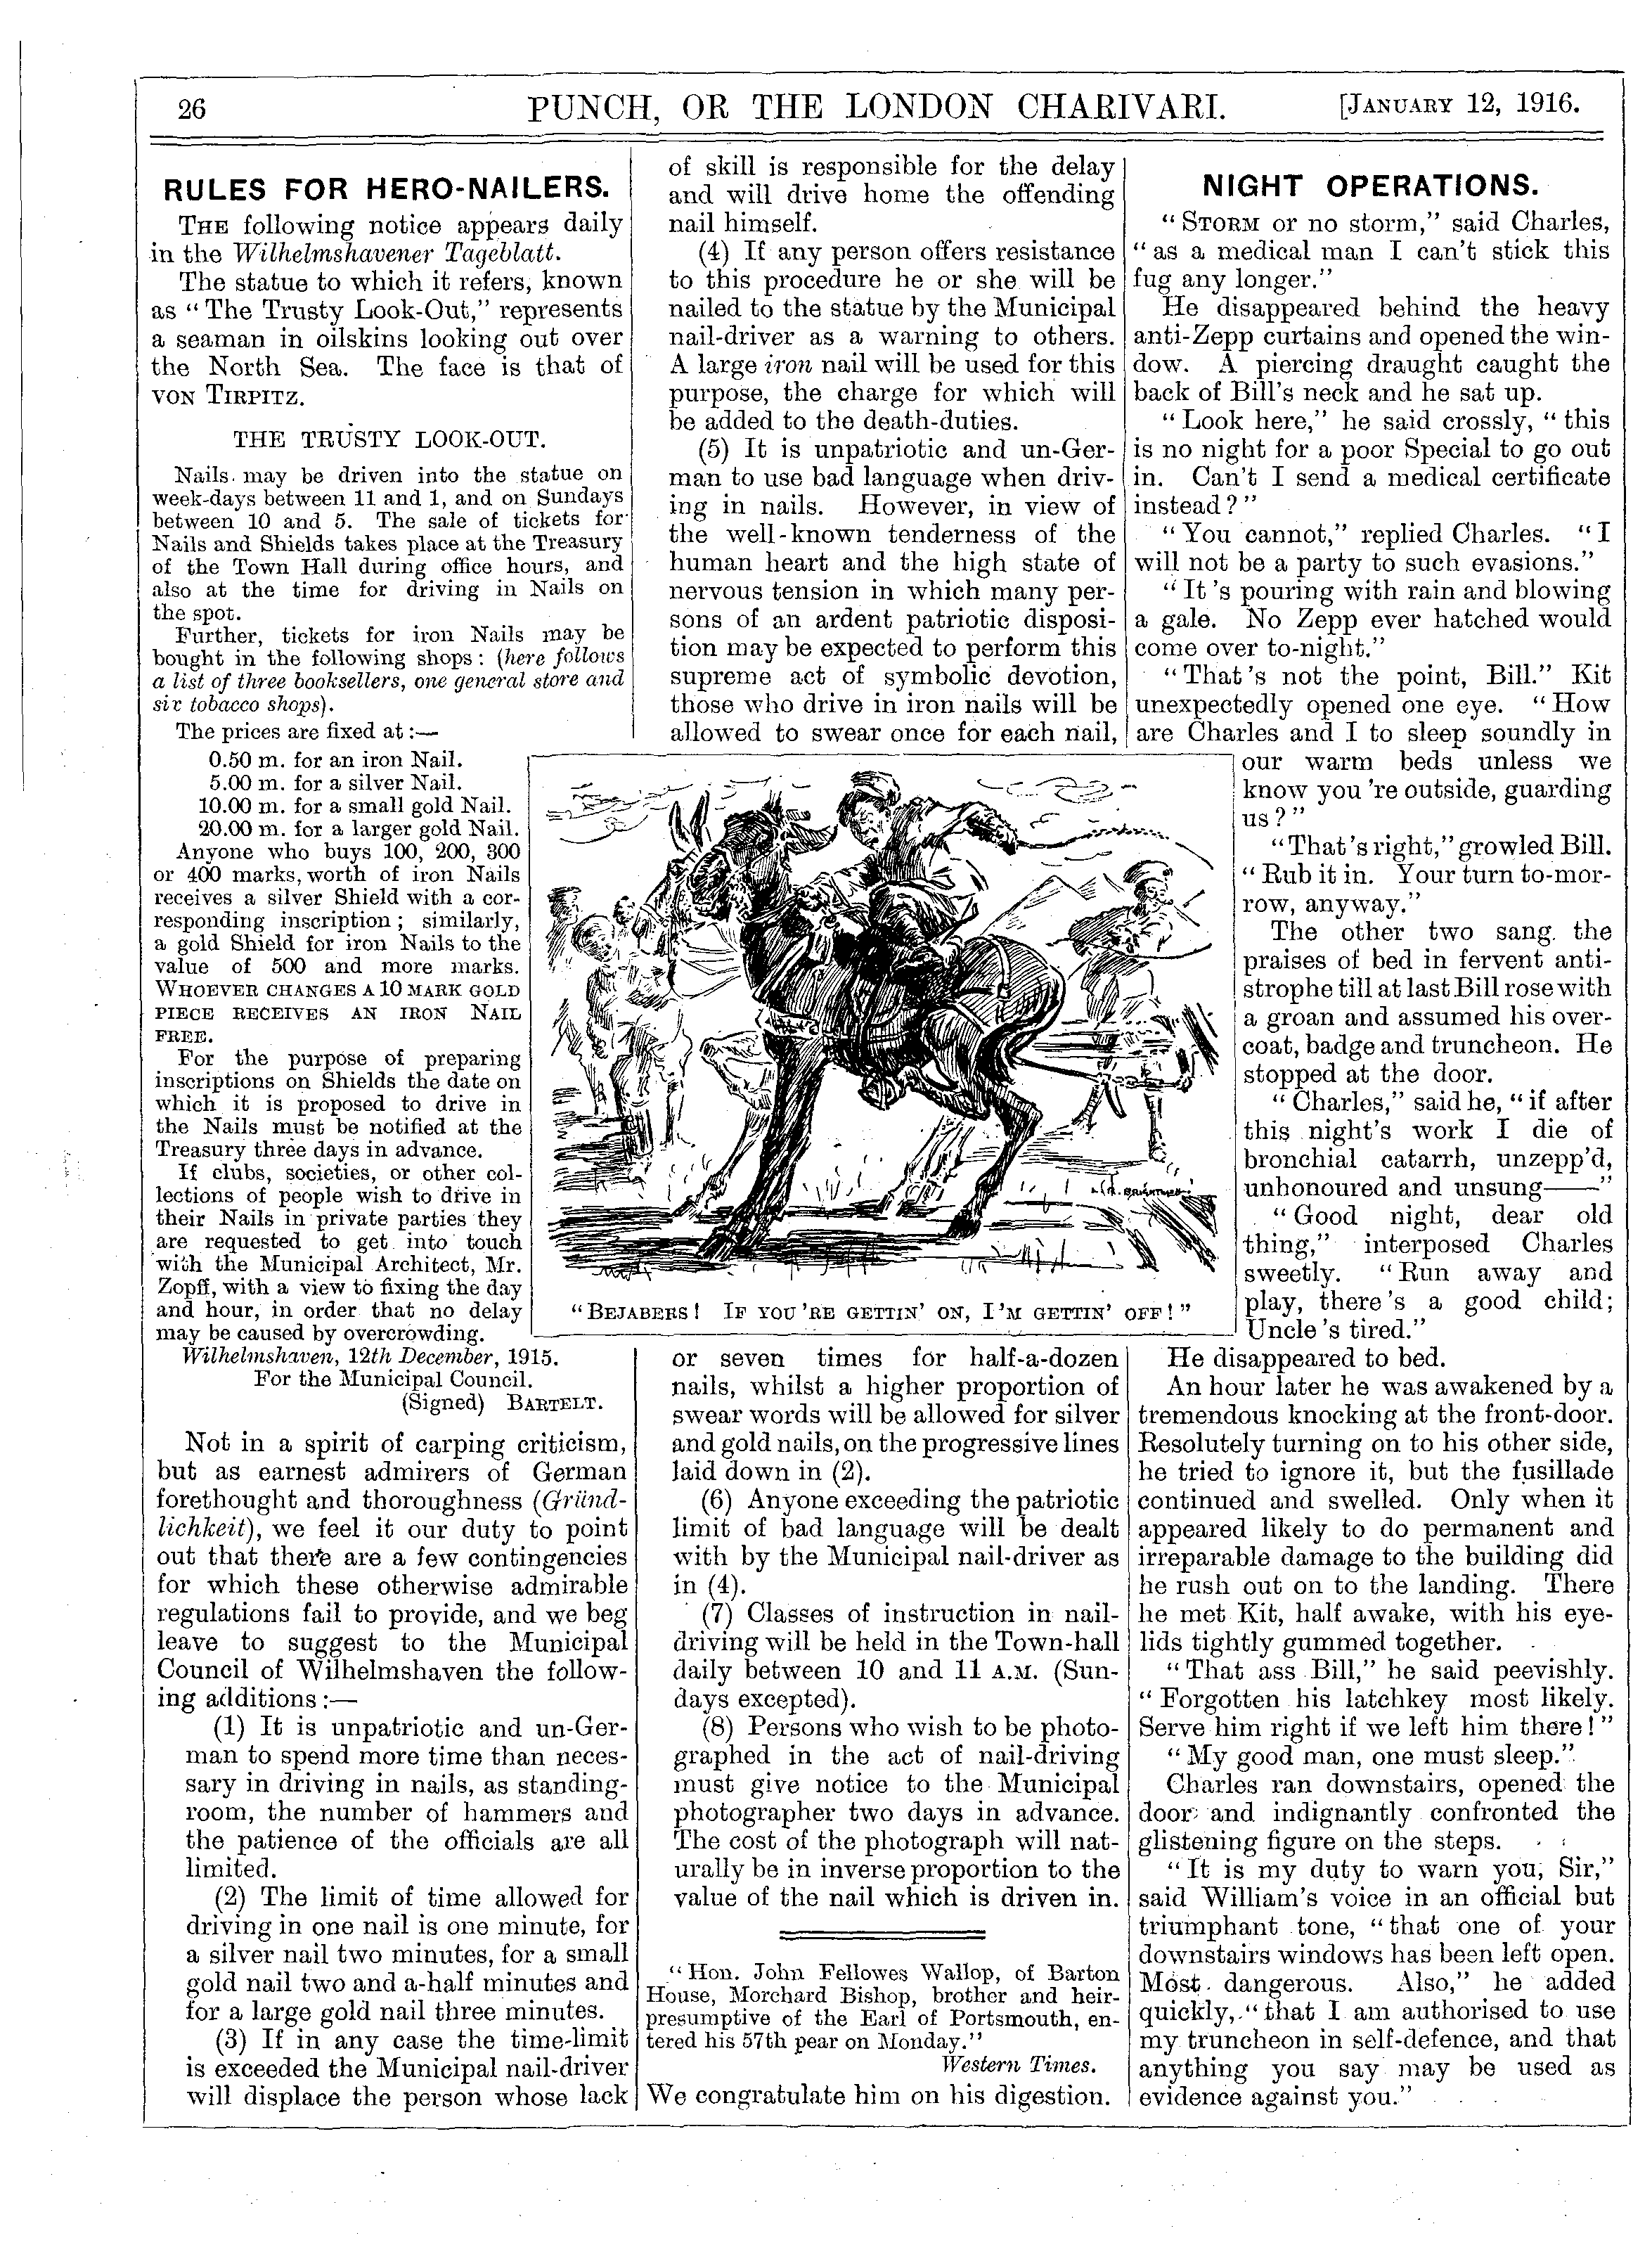 26
PUNCH, OR THE LONDON CHARIVARI.
[JANUARY 12, 1916.
RULES FOR HERO-NAILERS.
THE following notice appears daily
in the Wilhelmshavener Tageblatt.
The statue to which it refers, known
as “The Trusty Look-Out,” represents
a seaman in oilskins looking out over
the North Sea. The face is that of
VON TIRPITZ.
THE TRUSTY LOOK-OUT.
Nails may be driven into the statue on
week-days between 11 and 1, and on Sundays
between 10 and 5. The sale of tickets for
Nails and Shields takes place at the Treasury
of the Town Hall during office hours, and
also at the time for driving in Nails on
the spot.
Further, tickets for iron Nails may be
bought in the following shops: (here follows
a list of three booksellers, one general store and
six tobacco shops).
The prices are fixed at:—
0.50 m. for an iron Nail.
5.00 m. for a silver Nail.
10.00 m. for a small gold Nail.
20.00 m. for a larger gold Nail.
Anyone who buys 100, 200, 300
or 400 marks, worth of iron Nails
receives a silver Shield with a cor-
responding inscription; similarly,
a gold Shield for iron Nails to the
value of 500 and more marks.
WHOEVER CHANGES A 10 MARK GOLD
PIECE RECEIVES AN IRON NAIL
FREE.
For the purpose of preparing
inscriptions on Shields the date on
which it is proposed to drive in
the Nails must be notified at the
Treasury three days in advance.
If clubs, societies, or other col-
lections of people wish to drive in
their Nails in private parties they
are requested to get into touch
with the Municipal Architect, Mr.
Zopff, with a view to fixing the day
and hour, in order that no delay
may be caused by overcrowding.
Wilhelmshaven, 12th December, 1915.
For the Municipal Council.
(Signed) BARTELT.
Not in a spirit of carping criticism,
but as earnest admirers of German
forethought and thoroughness (Gründ-
lichkeit), we feel it our duty to point
out that there are a few contingencies
for which these otherwise admirable
regulations fail to provide, and we beg
leave to suggest to the Municipal
Council of Wilhelmshaven the follow-
ing additions:—
(1) It is unpatriotic and un-Ger-
man to spend more time than neces-
sary in driving in nails, as standing-
room, the number of hammers and
the patience of the officials are all
limited.
(2) The limit of time allowed for
driving in one nail is one minute, for
a silver nail two minutes, for a small
gold nail two and a-half minutes and
for a large gold nail three minutes.
(3) If in any case the time-limit
is exceeded the Municipal nail-driver
will displace the person whose lack
of skill is responsible for the delay
and will drive home the offending
nail himself.
(4) If any person offers resistance
to this procedure he or she will be
nailed to the statue by the Municipal
nail-driver as a warning to others.
A large iron nail will be used for this
purpose, the charge for which will
be added to the death-duties.
(5) It is unpatriotic and un-Ger-
man to use bad language when driv-
ing in nails. However, in view of
the well-known tenderness of the
human heart and the high state of
nervous tension in which many per-
sons of an ardent patriotic disposi-
tion may be expected to perform this
supreme act of symbolic devotion,
those who drive in iron nails will be
allowed to swear once for each nail,
“BEJABERS! IF YOU'RE GETTIN' ON, I'M GETTIN' OFF!”
or seven times for half-a-dozen
nails, whilst a higher proportion of
swear words will be allowed for silver
and gold nails, on the progressive lines
laid down in (2).
(6) Anyone exceeding the patriotic
limit of bad language will be dealt
with by the Municipal nail-driver as
in (4).
(7) Classes of instruction in nail-
driving will be held in the Town-hall
daily between 10 and 11 A.M. (Sun-
days excepted).
(8) Persons who wish to be photo-
graphed in the act of nail-driving
must give notice to the Municipal
photographer two days in advance.
The cost of the photograph will nat-
urally be in inverse proportion to the
value of the nail which is driven in.
“Hon. John Fellowes Wallop, of Barton
House, Morchard Bishop, brother and heir-
presumptive of the Earl of Portsmouth, en-
tered his 57th pear on Monday.”
Western Times.
We congratulate him on his digestion.
NIGHT OPERATIONS.
“STORM or no storm,” said Charles,
“as a medical man I can't stick this
fug any longer.”
He disappeared behind the heavy
anti-Zepp curtains and opened the win-
dow. A piercing draught caught the
back of Bill's neck and he sat up.
“Look here,” he said crossly, “this
is no night for a poor Special to go out
in. Can't I send a medical certificate
instead?”
“You cannot,” replied Charles. “I
will not be a party to such evasions.”
“It's pouring with rain and blowing
a gale. No Zepp ever hatched would
come over to-night.”
“That's not the point, Bill.” Kit
unexpectedly opened one eye. “How
are Charles and I to sleep soundly in
our warm beds unless we
know you're outside, guarding
us?”
“That's right,” growled Bill.
“Rub it in. Your turn to-mor-
row, anyway.”
The other two sang the
praises of bed in fervent anti-
strophe till at last Bill rose with
a groan and assumed his over-
coat, badge and truncheon. He
stopped at the door.
“Charles,” said he, “if after
this night's work I die of
bronchial catarrh, unzepp'd,
unhonoured and unsung——”
“Good night, dear old
thing,” interposed Charles
sweetly. “Run away and
play, there's a good child;
Uncle's tired.”
He disappeared to bed.
An hour later he was awakened by a
tremendous knocking at the front-door.
Resolutely turning on to his other side,
he tried to ignore it, but the fusillade
continued and swelled. Only when it
appeared likely to do permanent and
irreparable damage to the building did
he rush out on to the landing. There
he met Kit, half awake, with his eye-
lids tightly gummed together.
“That ass Bill,” he said peevishly.
“Forgotten his latchkey most likely.
Serve him right if we left him there!”
“My good man, one must sleep.”
Charles ran downstairs, opened the
door and indignantly confronted the
glistening figure on the steps.
“It is my duty to warn you, Sir,”
said William's voice in an official but
triumphant tone, “that one of your
downstairs windows has been left open.
Most dangerous. Also,” he added
quickly, “that I am authorised to use
my truncheon in self-defence, and that
anything you say may be used as
evidence against you.”